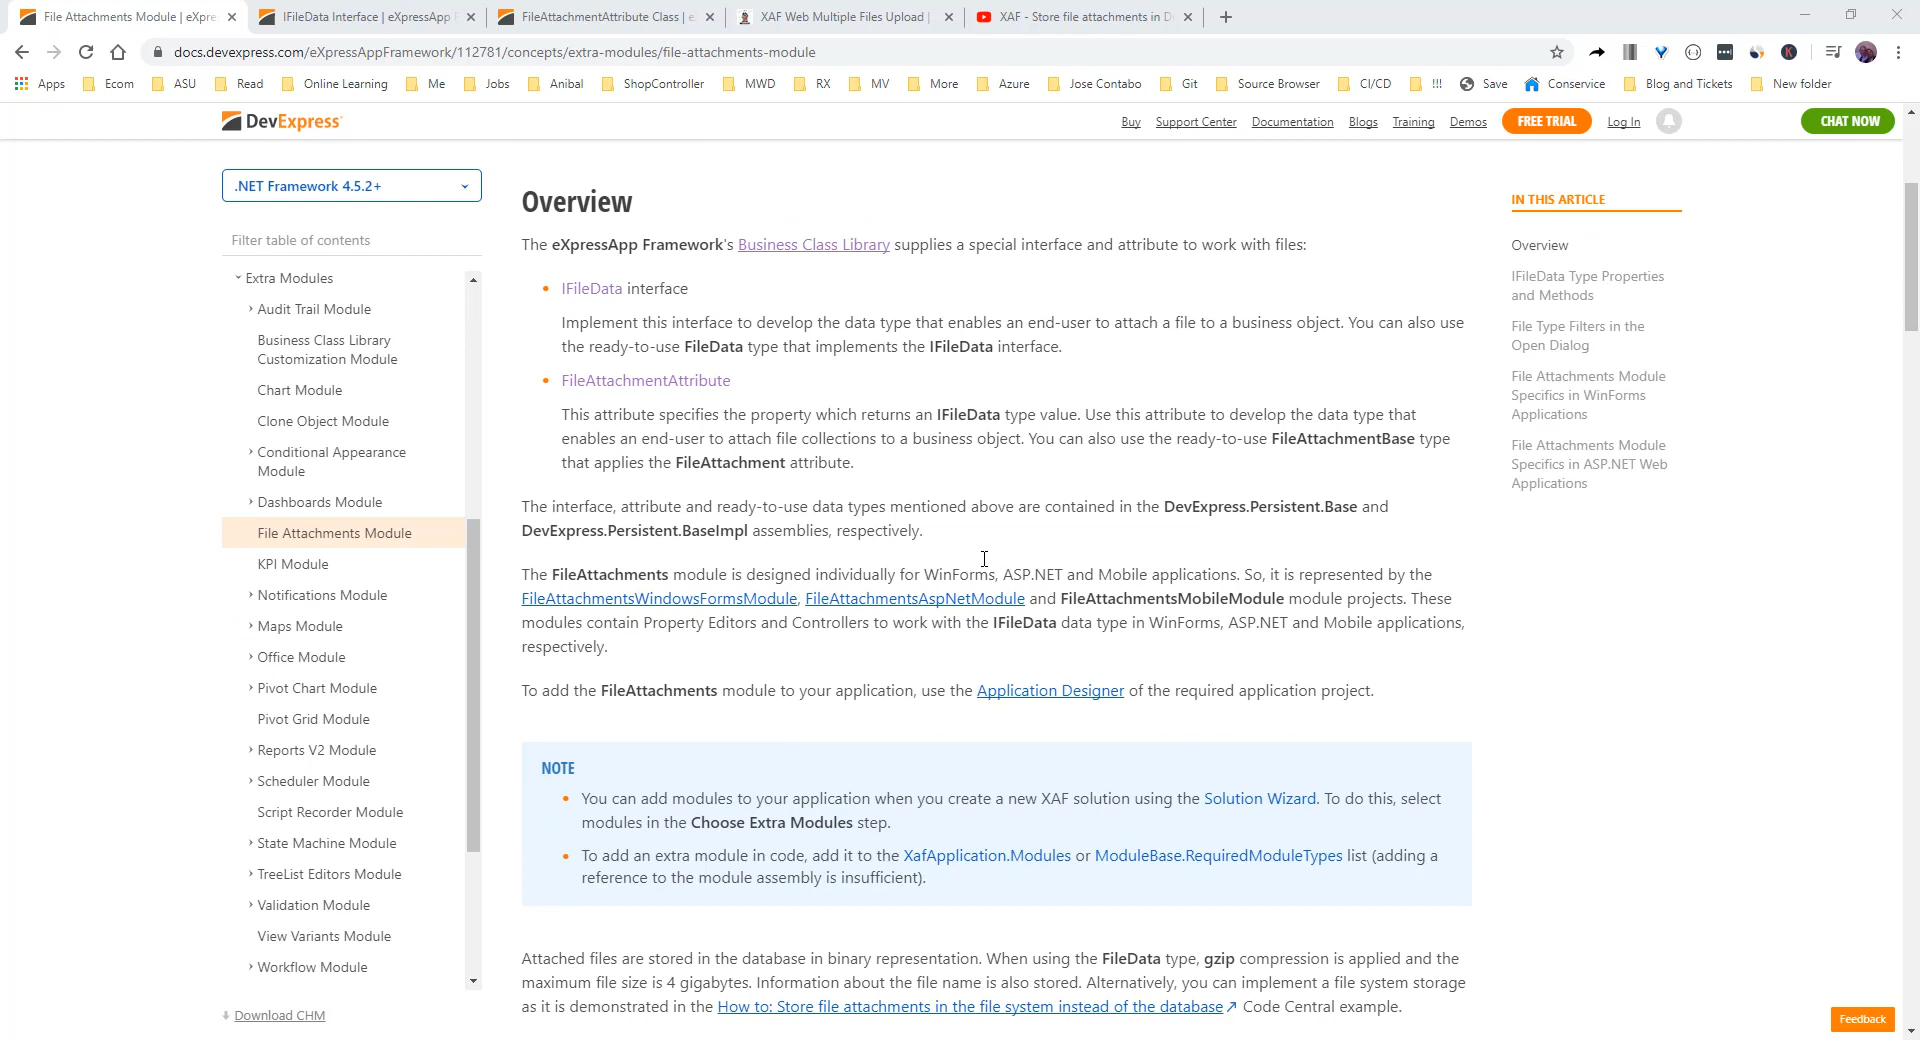 File Attachments Module | eXpre
IFileData Interface | eXpressApp F
FileAttachmentAttribute Class | e
XAF Web Multiple Files Upload |
XAF - Store file attachments in D
docs.devexpress.com/eXpressAppFramework/112781/concepts/extra-modules/file-attachments-module
Apps Ecom ASU Read Online Learning Me Jobs Anibal ShopController MWD RX MV More Azure Jose Contabo Git Source Browser CI/CD !!! Save Conservice Blog and Tickets New folder
DevExpress
Buy Support Center Documentation Blogs Training Demos FREE TRIAL Log In CHAT NOW
.NET Framework 4.5.2+
Filter table of contents
Extra Modules
Audit Trail Module
Business Class Library
Customization Module
Chart Module
Clone Object Module
Conditional Appearance
Module
Dashboards Module
File Attachments Module
KPI Module
Notifications Module
Maps Module
Office Module
Pivot Chart Module
Pivot Grid Module
Reports V2 Module
Scheduler Module
Script Recorder Module
State Machine Module
TreeList Editors Module
Validation Module
View Variants Module
Workflow Module
Download CHM
Overview
The eXpressApp Framework's Business Class Library supplies a special interface and attribute to work with files:
• IFileData interface
Implement this interface to develop the data type that enables an end-user to attach a file to a business object. You can also use
the ready-to-use FileData type that implements the IFileData interface.
• FileAttachmentAttribute
This attribute specifies the property which returns an IFileData type value. Use this attribute to develop the data type that
enables an end-user to attach file collections to a business object. You can also use the ready-to-use FileAttachmentBase type
that applies the FileAttachment attribute.
The interface, attribute and ready-to-use data types mentioned above are contained in the DevExpress.Persistent.Base and
DevExpress.Persistent.BaseImpl assemblies, respectively.
The FileAttachments module is designed individually for WinForms, ASP.NET and Mobile applications. So, it is represented by the
FileAttachmentsWindowsFormsModule, FileAttachmentsAspNetModule and FileAttachmentsMobileModule module projects. These
modules contain Property Editors and Controllers to work with the IFileData data type in WinForms, ASP.NET and Mobile applications,
respectively.
To add the FileAttachments module to your application, use the Application Designer of the required application project.
NOTE
• You can add modules to your application when you create a new XAF solution using the Solution Wizard. To do this, select
modules in the Choose Extra Modules step.
• To add an extra module in code, add it to the XafApplication.Modules or ModuleBase.RequiredModuleTypes list (adding a
reference to the module assembly is insufficient).
Attached files are stored in the database in binary representation. When using the FileData type, gzip compression is applied and the
maximum file size is 4 gigabytes. Information about the file name is also stored. Alternatively, you can implement a file system storage
as it is demonstrated in the How to: Store file attachments in the file system instead of the database Code Central example.
IN THIS ARTICLE
Overview
IFileData Type Properties
and Methods
File Type Filters in the
Open Dialog
File Attachments Module
Specifics in WinForms
Applications
File Attachments Module
Specifics in ASP.NET Web
Applications
Feedback